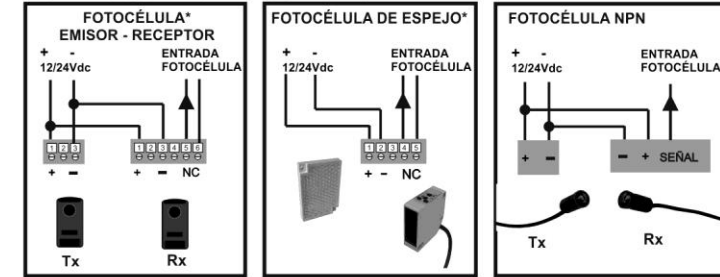 FOTOCÉLULA*
EMISOR - RECEPTOR
+ -
12/24Vdc
ENTRADA
FOTOCÉLULA
1 2 3
1 2 3 4 5 6
+ -
+ - NC
Tx
Rx
FOTOCÉLULA DE ESPEJO*
+ -
12/24Vdc
ENTRADA
FOTOCÉLULA
1 2 3 4 5
+ - NC
FOTOCÉLULA NPN
+ -
12/24Vdc
ENTRADA
FOTOCÉLULA
+ -
- + SEÑAL
Tx
Rx